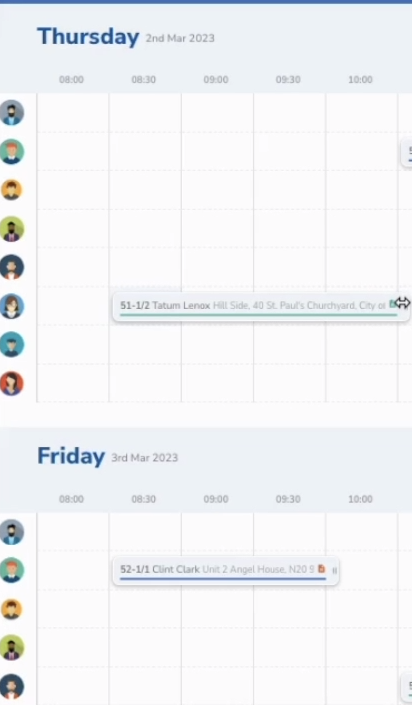 Thursday 2nd Mar 2023
08:00 08:30 09:00 09:30 10:00
51-1/2 Tatum Lenox Hill Side, 40 St. Paul's Churchyard, City of
Friday 3rd Mar 2023
08:00 08:30 09:00 09:30 10:00
52-1/1 Clint Clark Unit 2 Angel House, N20 9